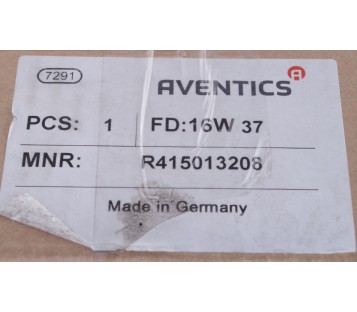 7291 AVENTICS
PCS: 1 FD:16W 37
MNR: R415013208
Made in Germany